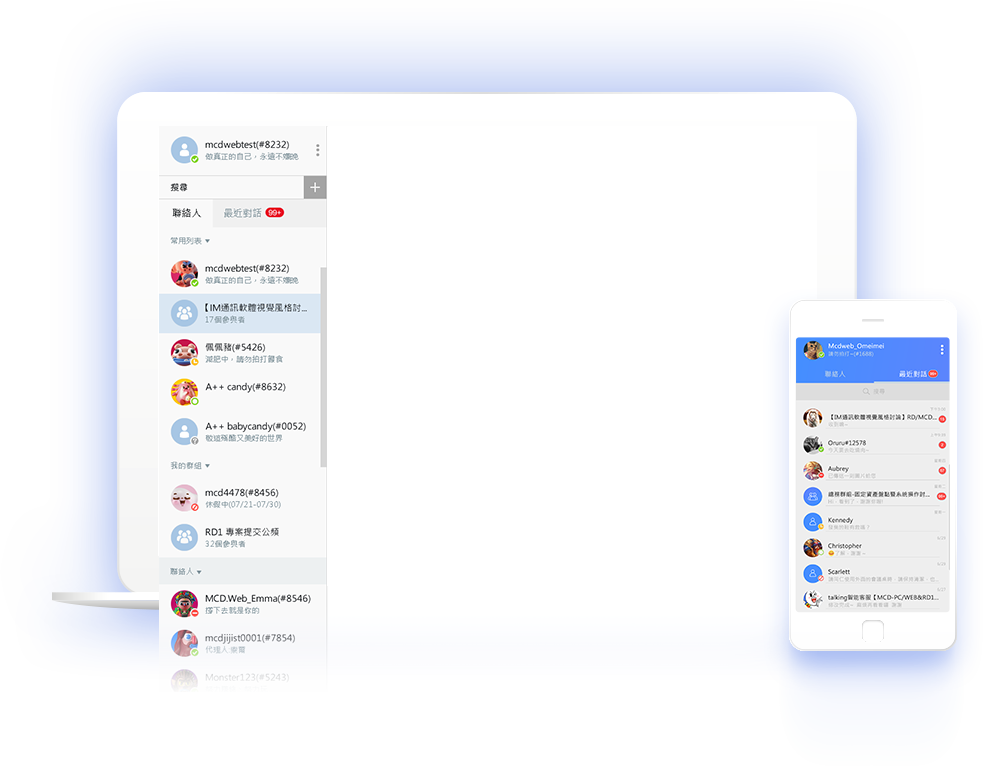 mcdwebtest(#8232)
做真正的自己，永遠不嫌晚
搜尋
聯絡人
最近對話 99+
常用列表
mcdwebtest(#8232)
做真正的自己，永遠不嫌晚
【IM通訊軟體視覺風格討...
17個參與者
佩佩豬(#5426)
減肥中，請勿拍打餵食
A++ candy(#8632)
A++ babycandy(#0052)
敬這殘酷又美好的世界
我的群組
mcd4478(#8456)
休假中(07/21-07/30)
RD1 專案提交公頻
32個參與者
聯絡人
MCD.Web_Emma(#8546)
撐下去就是你的
mcdjijist0001(#7854)
代理人
Monster123(#5243)
Mcdweb_Omeimei
請勿拍打~(#1688)
聯絡人
最近對話 99+
搜尋
【IM通訊軟體視覺風格討論】RD/MCD...
Oruru#12578
Aubrey
總務群組-固定資產盤點暨系統操作討...
99+
Kennedy
Christopher
Scarlett
talking智能客服【MCD-PC/WEB&RD1...